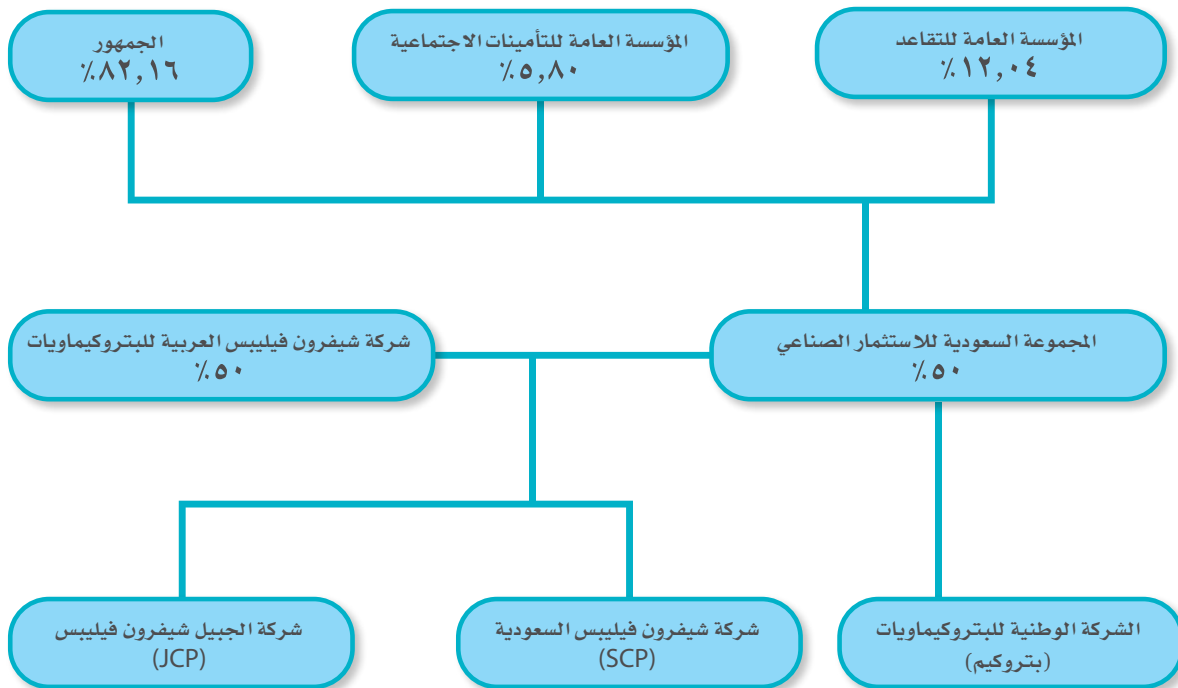 المؤسسة العامة للتقاعد
٪١٢,٠٤
المؤسسة العامة للتأمينات الاجتماعية
٪٥,٨٠
الجمهور
٪٨٢,١٦
المجموعة السعودية للاستثمار الصناعي
٪٥٠
شركة شيفرون فيليبس العربية للبتروكيماويات
٪٥٠
الشركة الوطنية للبتروكيماويات
(بتروكيم)
شركة شيفرون فيليبس السعودية
(SCP)
شركة الجبيل شيفرون فيليبس
(JCP)